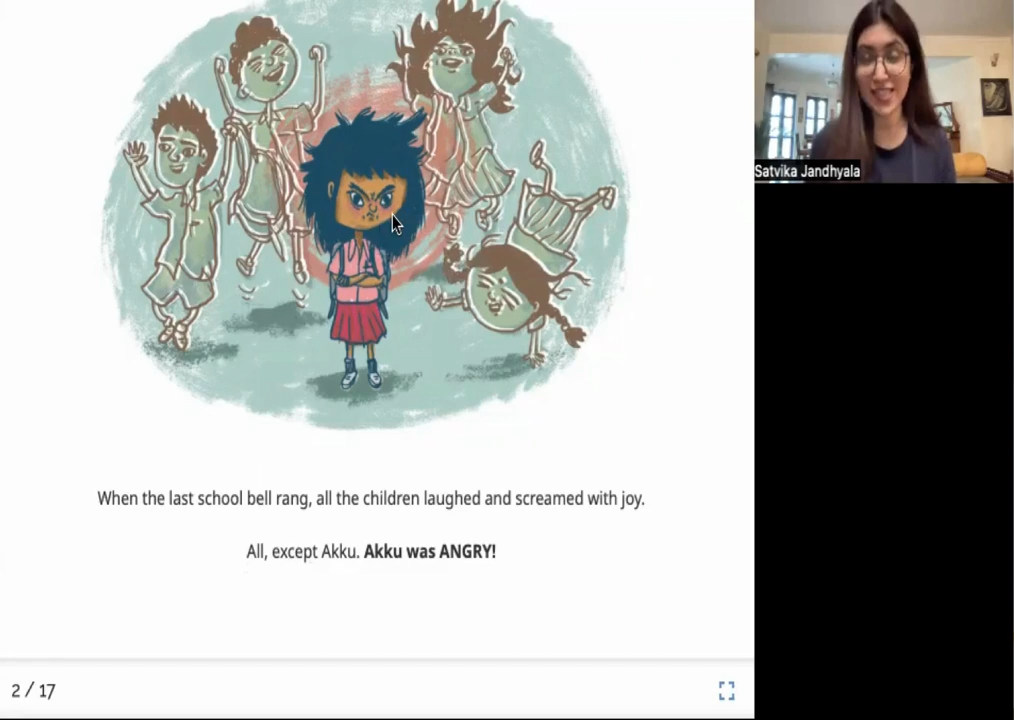 Satvika Jandhyala
When the last school bell rang, all the children laughed and screamed with joy.
All, except Akku. Akku was ANGRY!
2 / 17